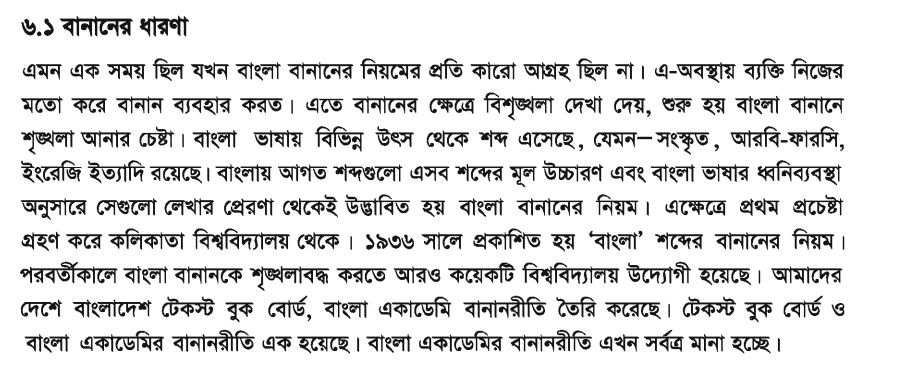 ৬.১ বানানের ধারণা
এমন এক সময় ছিল যখন বাংলা বানানের নিয়মের প্রতি কারো আগ্রহ ছিল না। এ-অবস্থায় ব্যক্তি নিজের
মতো করে বানান ব্যবহার করত। এতে বানানের ক্ষেত্রে বিশৃঙ্খলা দেখা দেয়, শুরু হয় বাংলা বানানে
শৃঙ্খলা আনার চেষ্টা। বাংলা ভাষায় বিভিন্ন উৎস থেকে শব্দ এসেছে, যেমন—সংস্কৃত, আরবি-ফারসি,
ইংরেজি ইত্যাদি রয়েছে। বাংলায় আগত শব্দগুলো এসব শব্দের মূল উচ্চারণ এবং বাংলা ভাষার ধ্বনিব্যবস্থা
অনুসারে সেগুলো লেখার প্রেরণা থেকেই উদ্ভাবিত হয় বাংলা বানানের নিয়ম। এক্ষেত্রে প্রথম প্রচেষ্টা
গ্রহণ করে কলিকাতা বিশ্ববিদ্যালয় থেকে। ১৯৩৬ সালে প্রকাশিত হয় ‘বাংলা’ শব্দের বানানের নিয়ম।
পরবর্তীকালে বাংলা বানানকে শৃঙ্খলাবদ্ধ করতে আরও কয়েকটি বিশ্ববিদ্যালয় উদ্যোগী হয়েছে। আমাদের
দেশে বাংলাদেশ টেকস্ট বুক বোর্ড, বাংলা একাডেমি বানানরীতি তৈরি করেছে। টেকস্ট বুক বোর্ড ও
বাংলা একাডেমির বানানরীতি এক হয়েছে। বাংলা একাডেমির বানানরীতি এখন সর্বত্র মানা হচ্ছে।